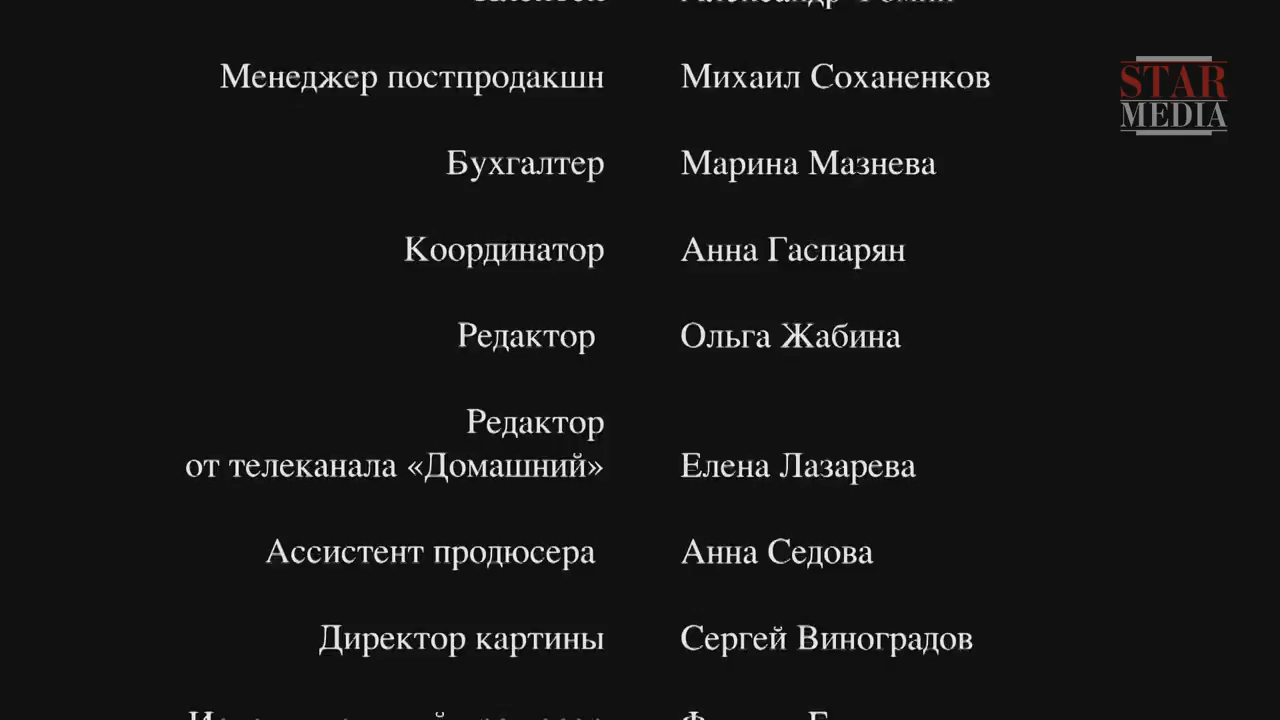 Менеджер постпродакшн Михаил Соханенков
STAR
MEDIA
Бухгалтер Марина Мазнева
Координатор Анна Гаспарян
Редактор Ольга Жабина
Редактор
от телеканала «Домашний» Елена Лазарева
Ассистент продюсера Анна Седова
Директор картины Сергей Виноградов